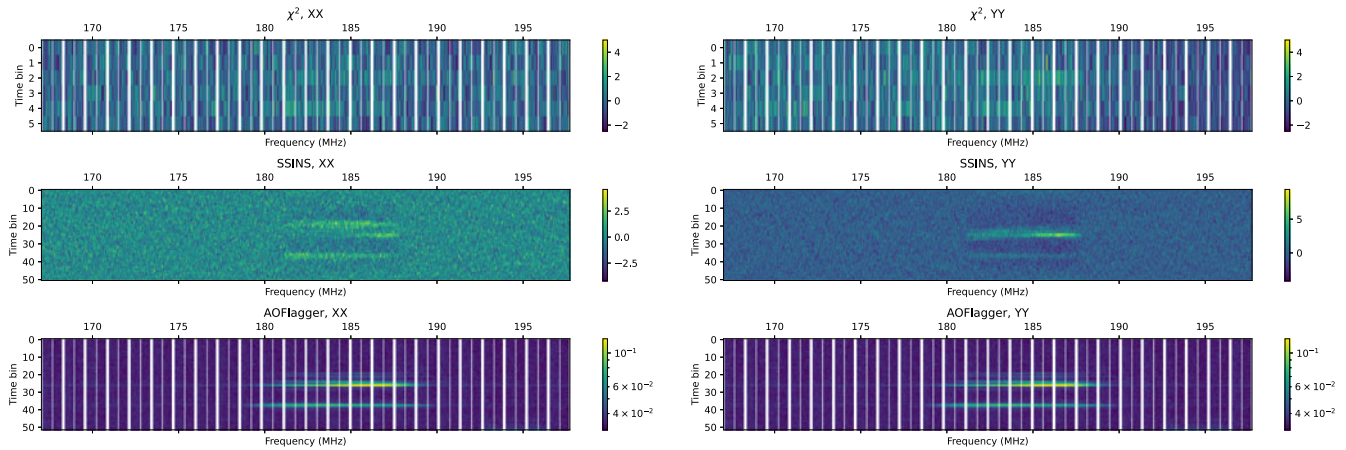 χ², XX
170 175 180 185 190 195
0
1
2
3
4
5
Time bin
Frequency (MHz)
4
2
0
−2
χ², YY
170 175 180 185 190 195
0
1
2
3
4
5
Time bin
Frequency (MHz)
4
2
0
−2
SSINS, XX
170 175 180 185 190 195
0
10
20
30
40
50
Time bin
Frequency (MHz)
2.5
0.0
−2.5
SSINS, YY
170 175 180 185 190 195
0
10
20
30
40
50
Time bin
Frequency (MHz)
5
0
AOFlagger, XX
170 175 180 185 190 195
0
10
20
30
40
50
Time bin
Frequency (MHz)
10⁻¹
6 × 10⁻²
4 × 10⁻²
AOFlagger, YY
170 175 180 185 190 195
0
10
20
30
40
50
Time bin
Frequency (MHz)
10⁻¹
6 × 10⁻²
4 × 10⁻²